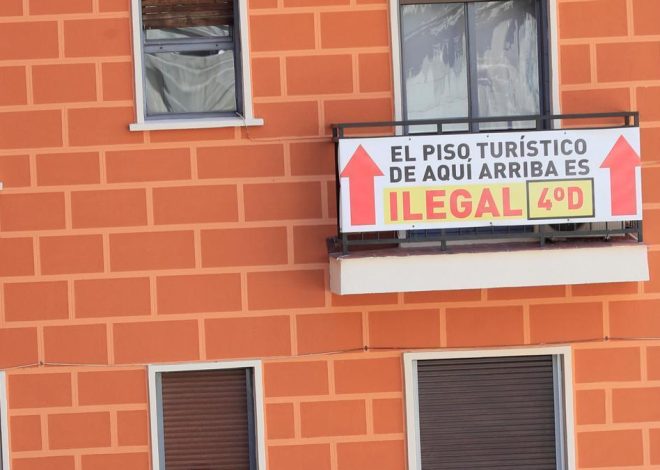 EL PISO TURÍSTICO
DE AQUÍ ARRIBA ES
ILEGAL 4ºD